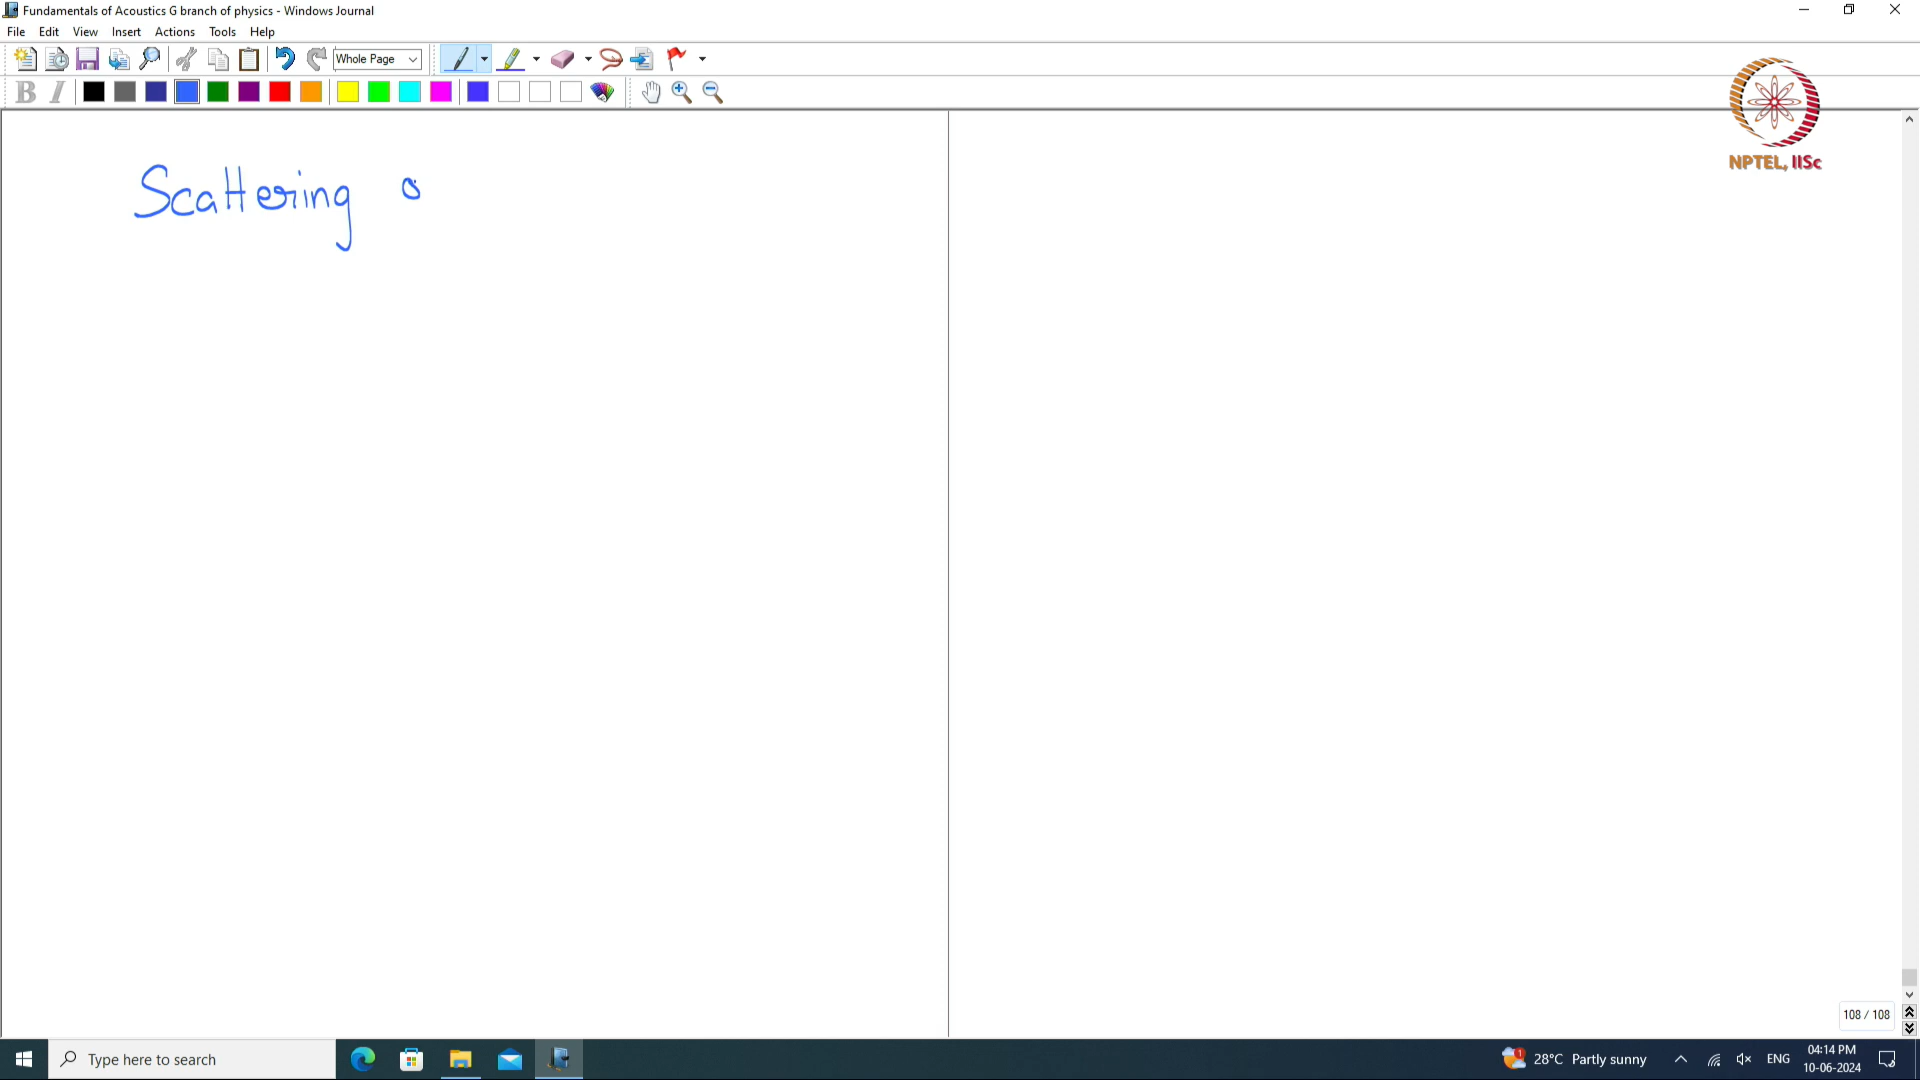 Fundamentals of Acoustics G branch of physics - Windows Journal
File Edit View Insert Actions Tools Help
Whole Page
B I
NPTEL, IISc
Scattering o
108 / 108
Type here to search
28°C Partly sunny
ENG
04:14 PM
10-06-2024